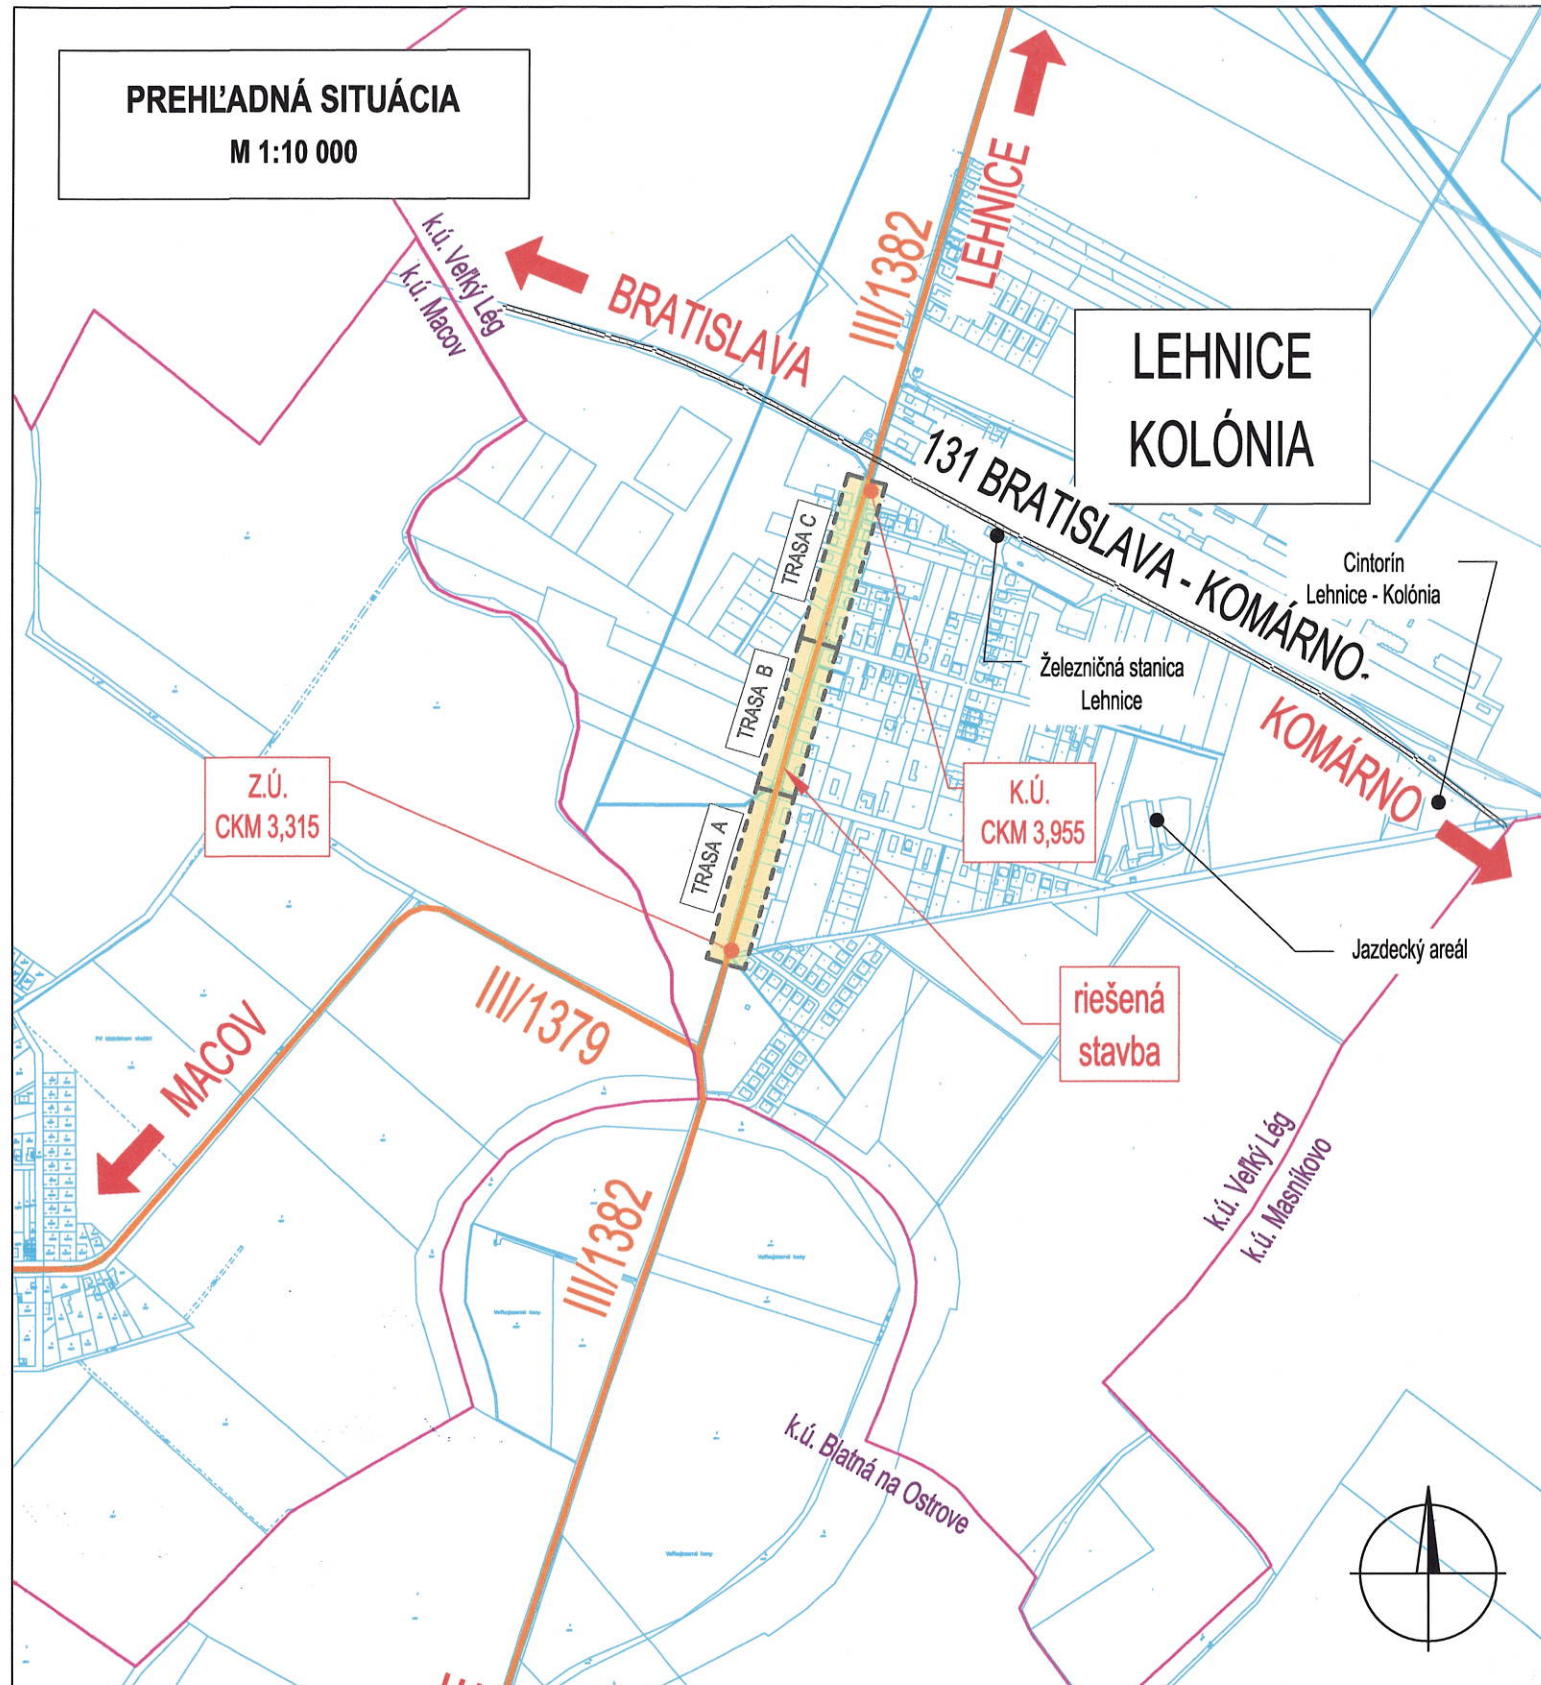 PREHĽADNÁ SITUÁCIA
M 1:10 000
LEHNICE
III/1382
k.ú. Veľký Lég
k.ú. Macov
BRATISLAVA
LEHNICE
KOLÓNIA
131 BRATISLAVA - KOMÁRNO
TRASA C
Cintorín
Lehnice - Kolónia
Železničná stanica
Lehnice
TRASA B
KOMÁRNO
Z.Ú.
CKM 3,315
K.Ú.
CKM 3,955
TRASA A
Jazdecký areál
III/1379
riešená
stavba
MACOV
k.ú. Veľký Lég
k.ú. Masníkovo
III/1382
k.ú. Blatná na Ostrove